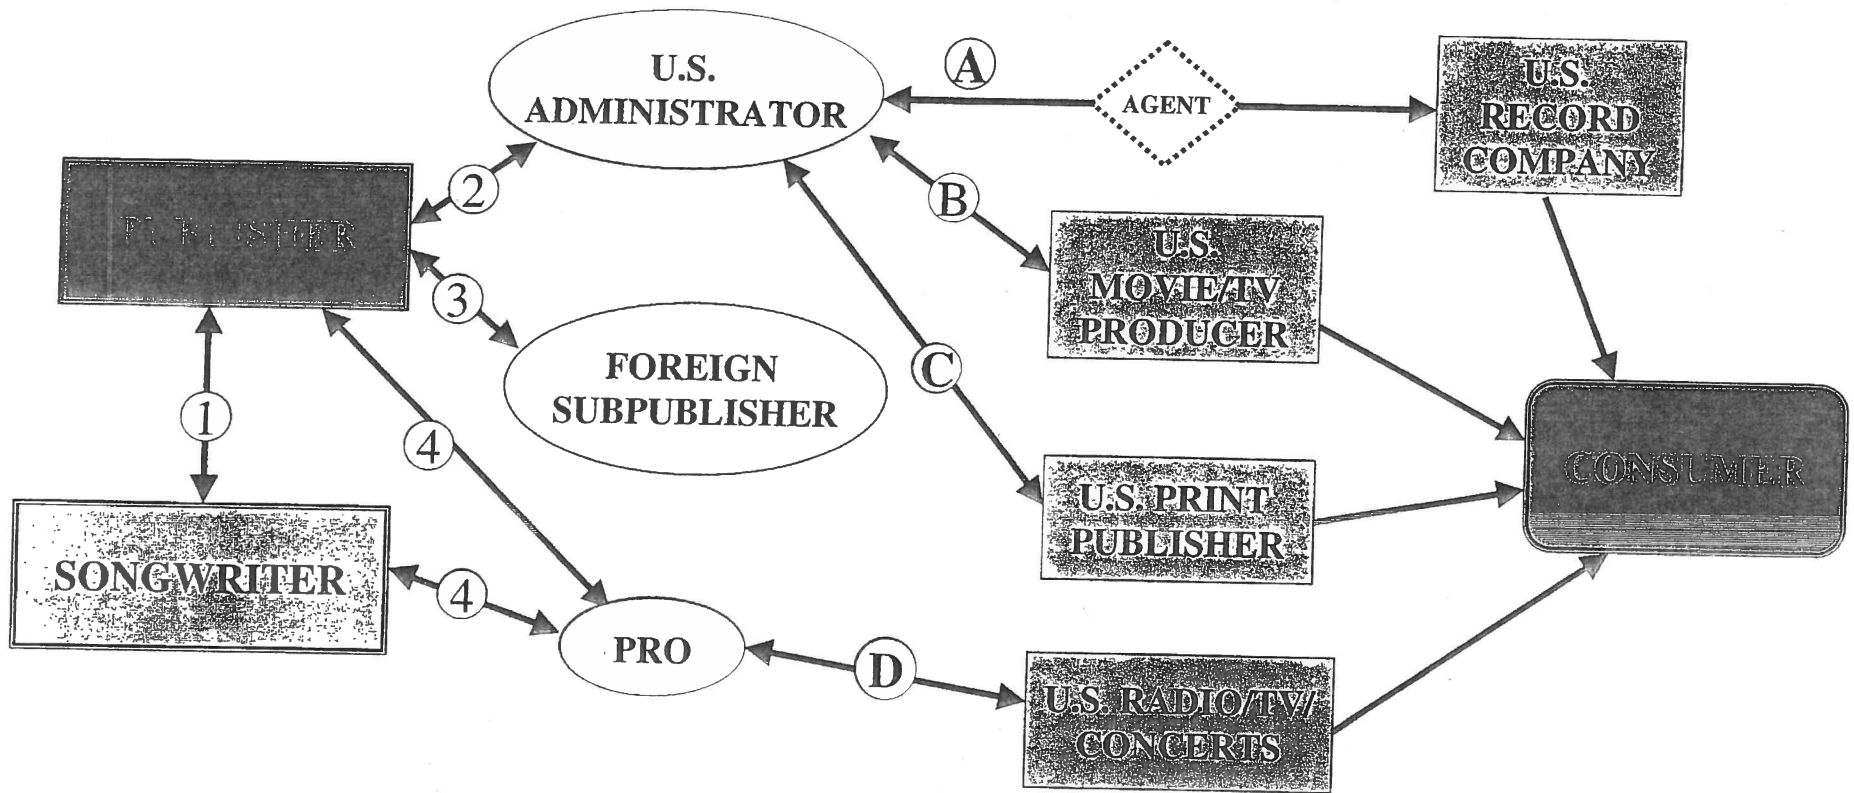 U.S.
ADMINISTRATOR
A
AGENT
U.S.
RECORD
COMPANY
PUBLISHER
2
B
U.S.
MOVIE/TV
PRODUCER
3
FOREIGN
SUBPUBLISHER
C
1
4
CONSUMER
U.S. PRINT
PUBLISHER
SONGWRITER
4
PRO
D
U.S. RADIO/TV/
CONCERTS